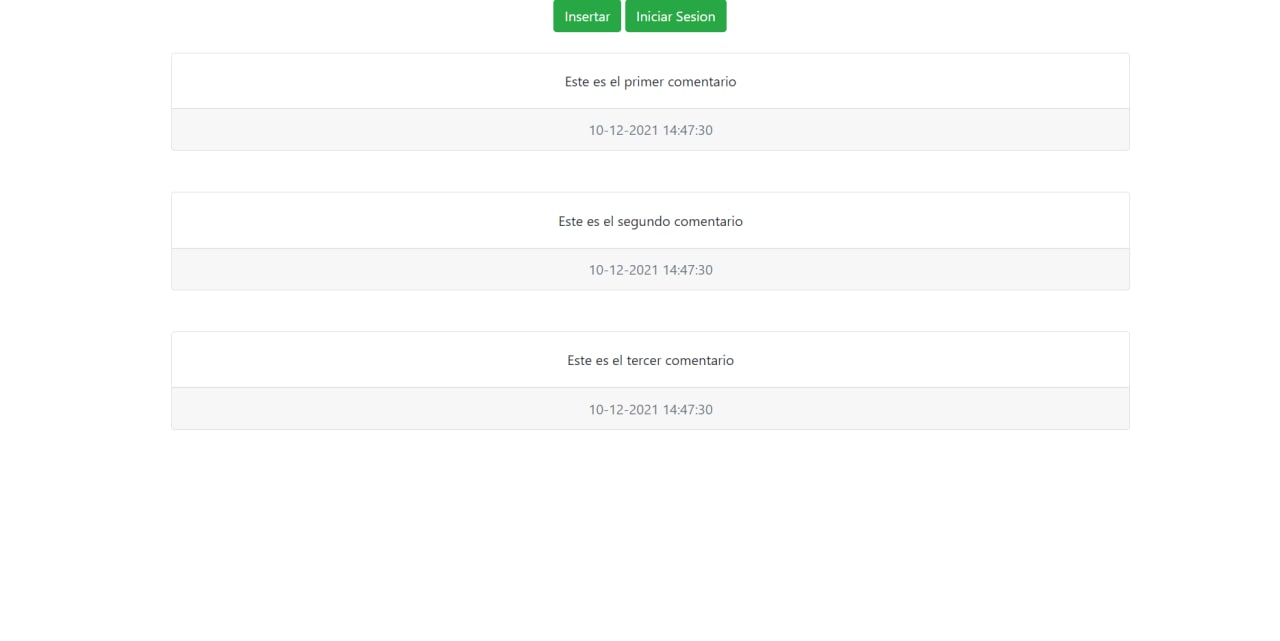 Insertar Iniciar Sesion
Este es el primer comentario
10-12-2021 14:47:30
Este es el segundo comentario
10-12-2021 14:47:30
Este es el tercer comentario
10-12-2021 14:47:30